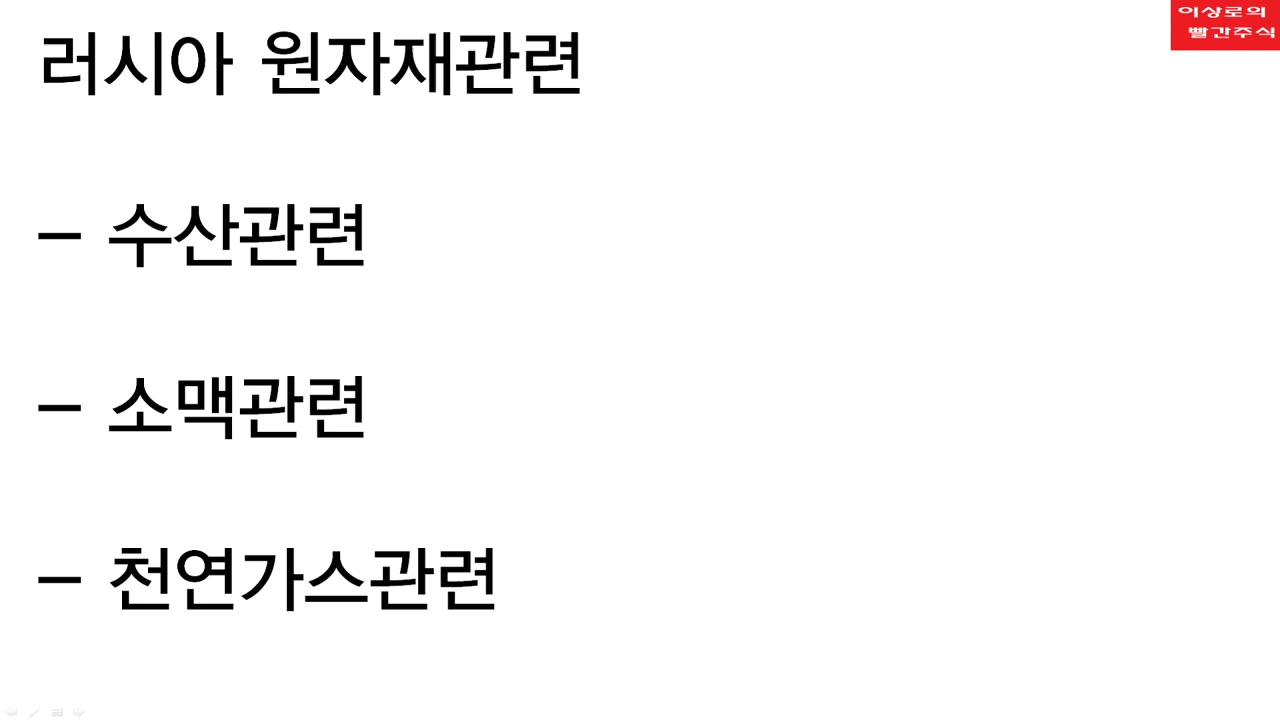 러시아 원자재관련
이상로의
빨간주식
- 수산관련
- 소맥관련
- 천연가스관련